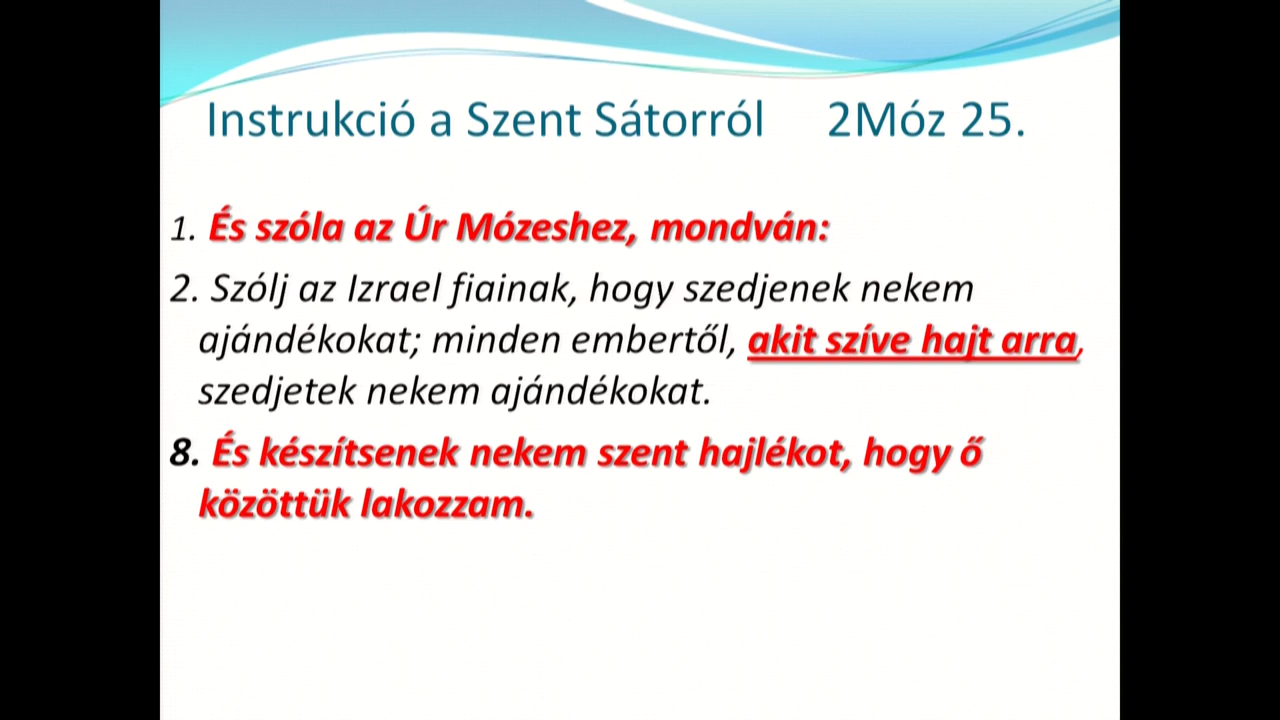 Instrukció a Szent Sátorról 2Móz 25.
1. És szóla az Úr Mózeshez, mondván:
2. Szólj az Izrael fiainak, hogy szedjenek nekem
ajándékokat; minden embertől, akit szíve hajt arra,
szedjetek nekem ajándékokat.
8. És készítsenek nekem szent hajlékot, hogy ő
közöttük lakozzam.